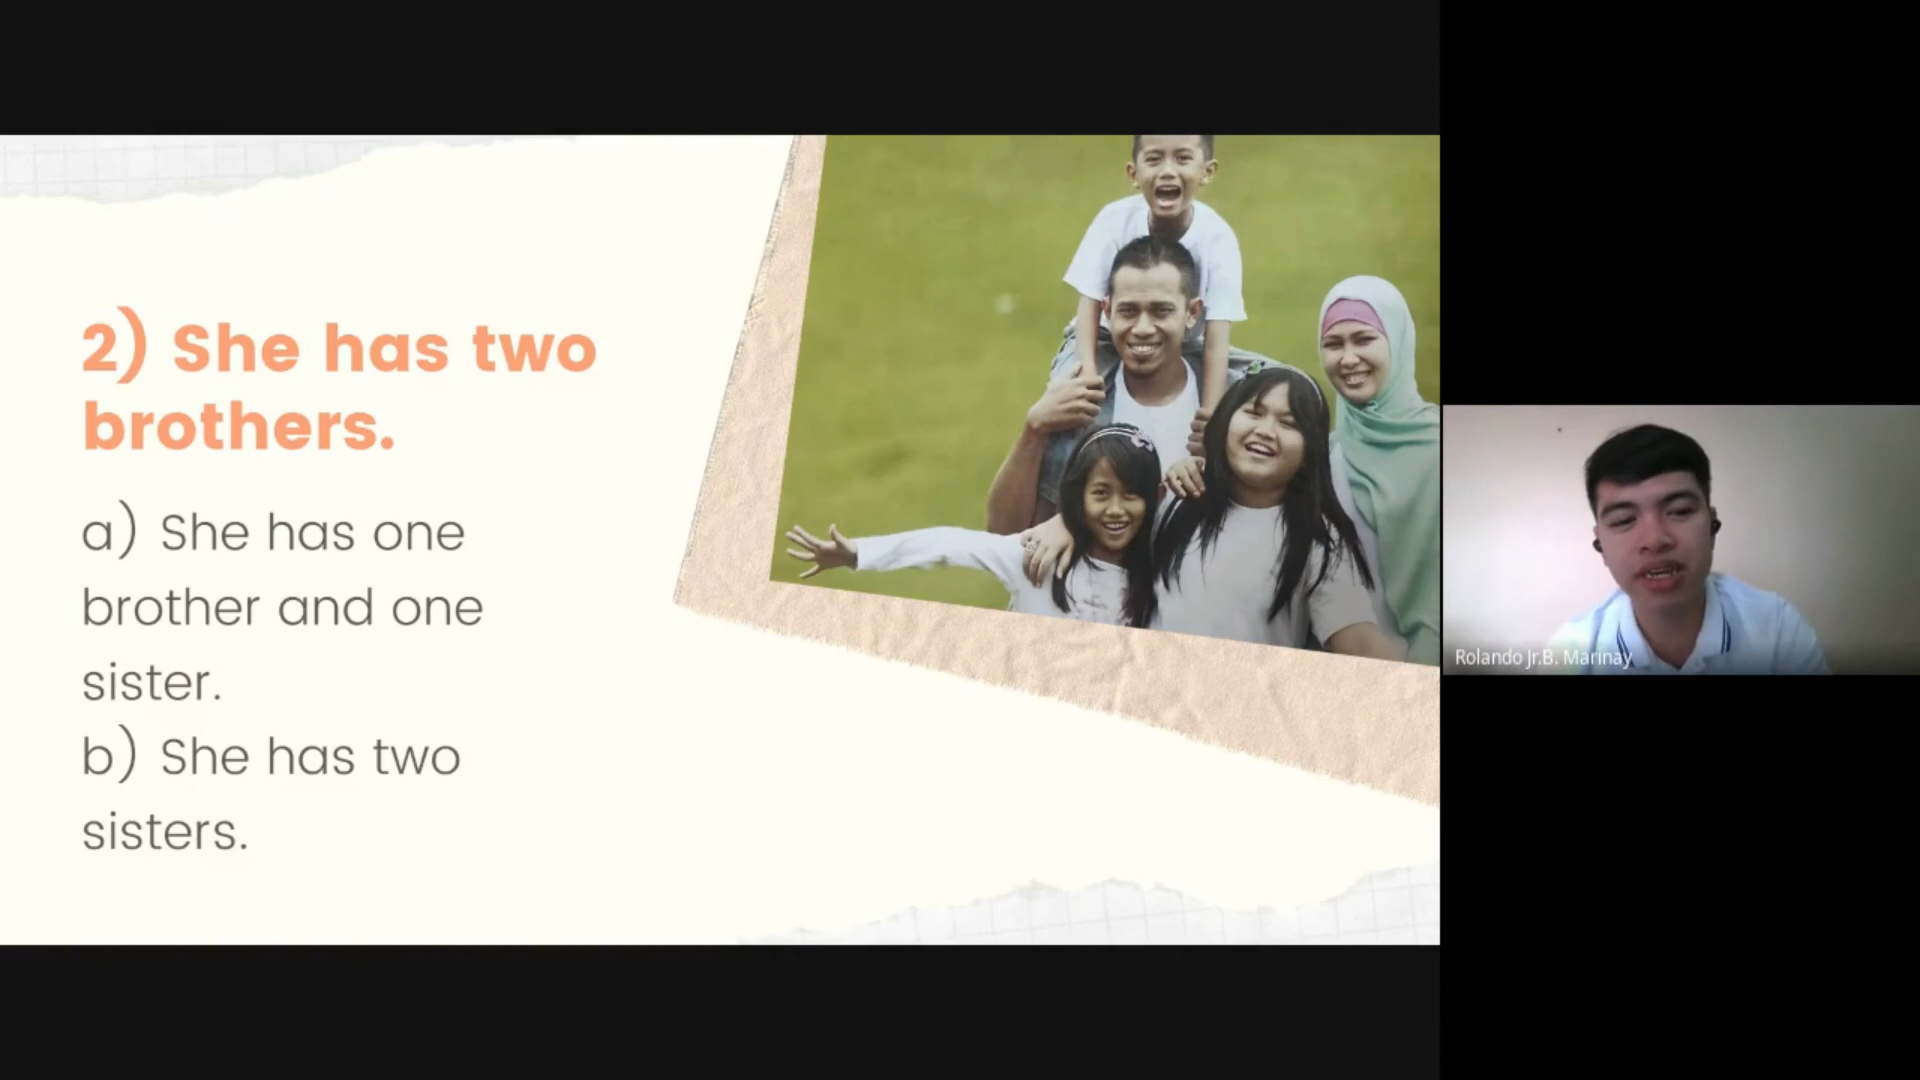 2) She has two
brothers.
a) She has one
brother and one
sister.
b) She has two
sisters.
Rolando Jr.B. Marinay